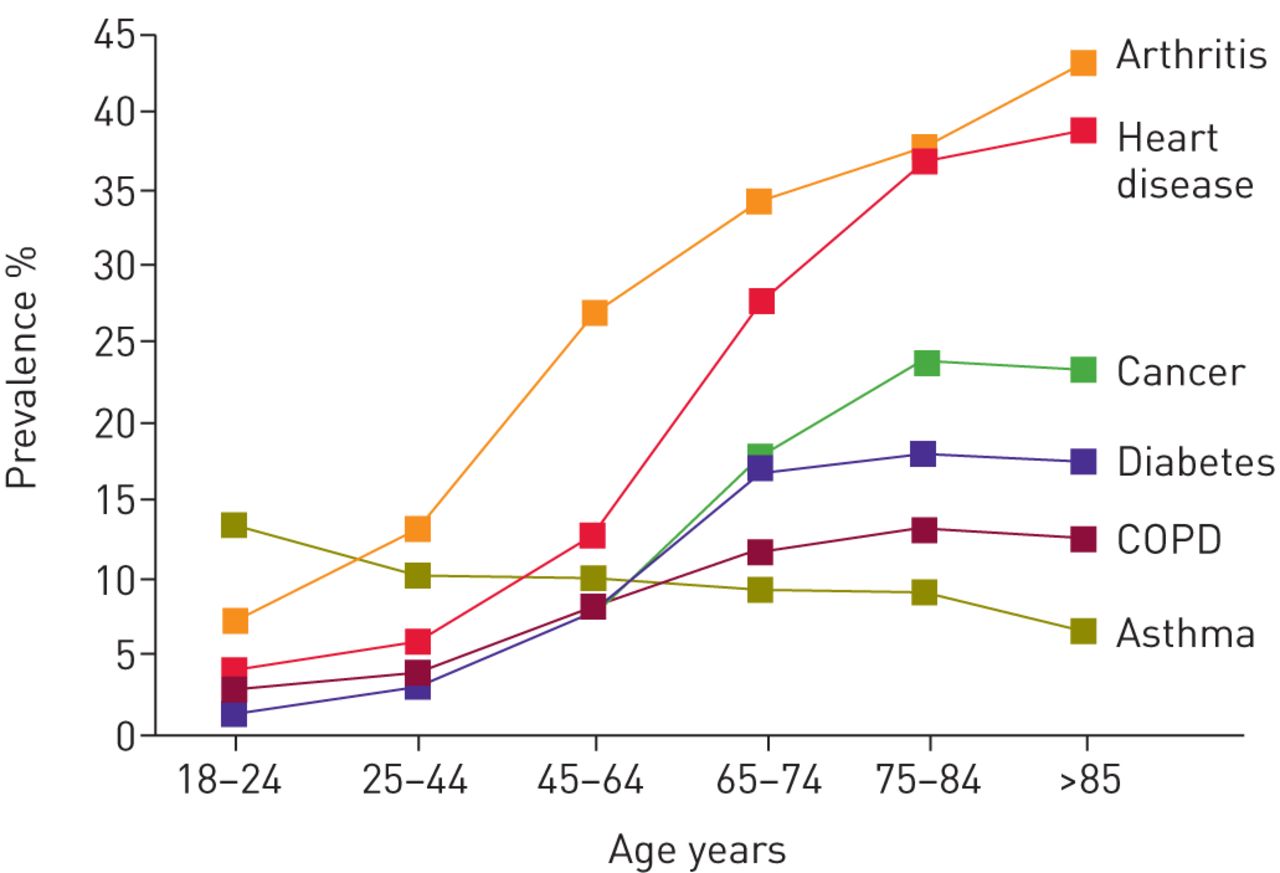 45
40
35
30
25
20
15
10
5
0
Prevalence %
Arthritis
Heart
disease
Cancer
Diabetes
COPD
Asthma
18–24 25–44 45–64 65–74 75–84 >85
Age years